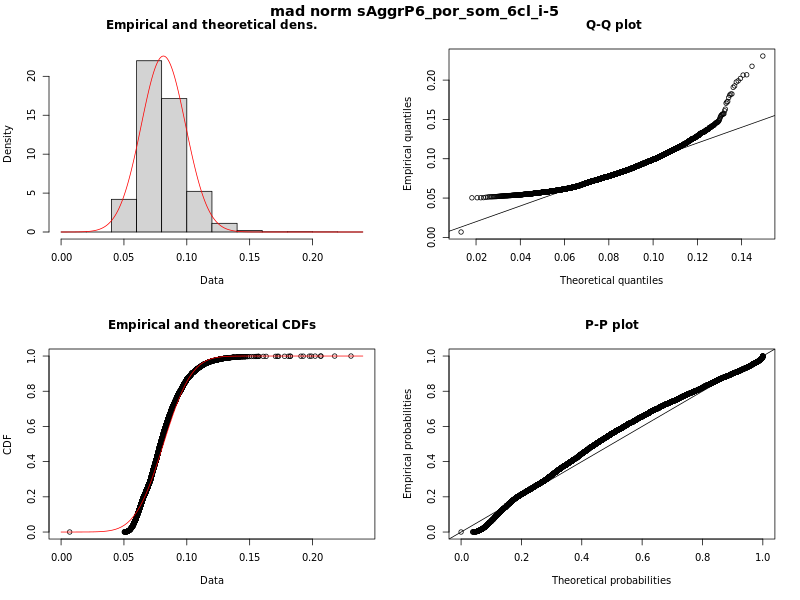 mad norm sAggrP6_por_som_6cl_i-5
Empirical and theoretical dens.
Density
0 5 10 15 20
0.00 0.05 0.10 0.15 0.20
Data
Q-Q plot
Empirical quantiles
0.00 0.05 0.10 0.15 0.20
0.02 0.04 0.06 0.08 0.10 0.12 0.14
Theoretical quantiles
Empirical and theoretical CDFs
CDF
0.0 0.2 0.4 0.6 0.8 1.0
0.00 0.05 0.10 0.15 0.20
Data
P-P plot
Empirical probabilities
0.0 0.2 0.4 0.6 0.8 1.0
0.0 0.2 0.4 0.6 0.8 1.0
Theoretical probabilities